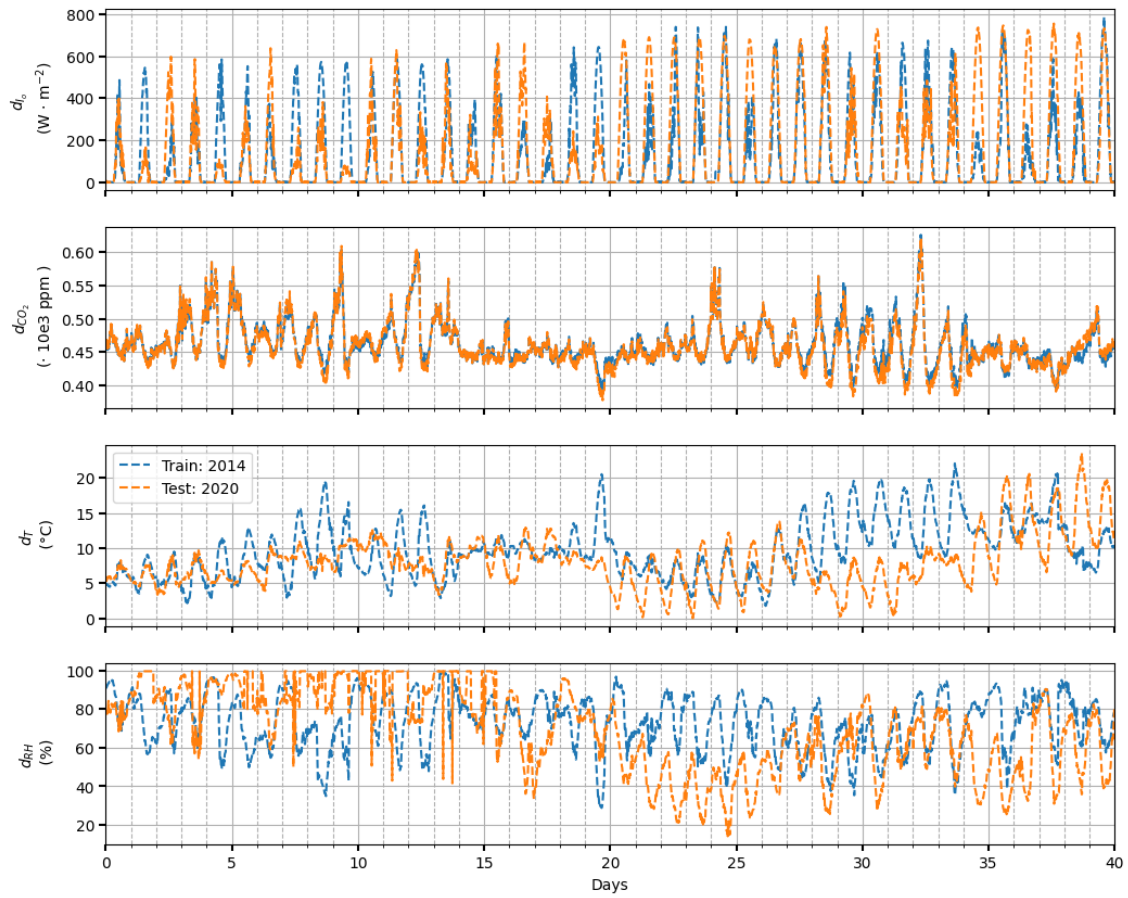 800
600
400
200
0
d_{I_o}
(W · m⁻²)
0.60
0.55
0.50
0.45
0.40
d_{CO_2}
(· 10e3 ppm )
Train: 2014
Test: 2020
20
15
10
5
0
d_T
(°C)
100
80
60
40
20
d_{RH}
(%)
0 5 10 15 20 25 30 35 40
Days